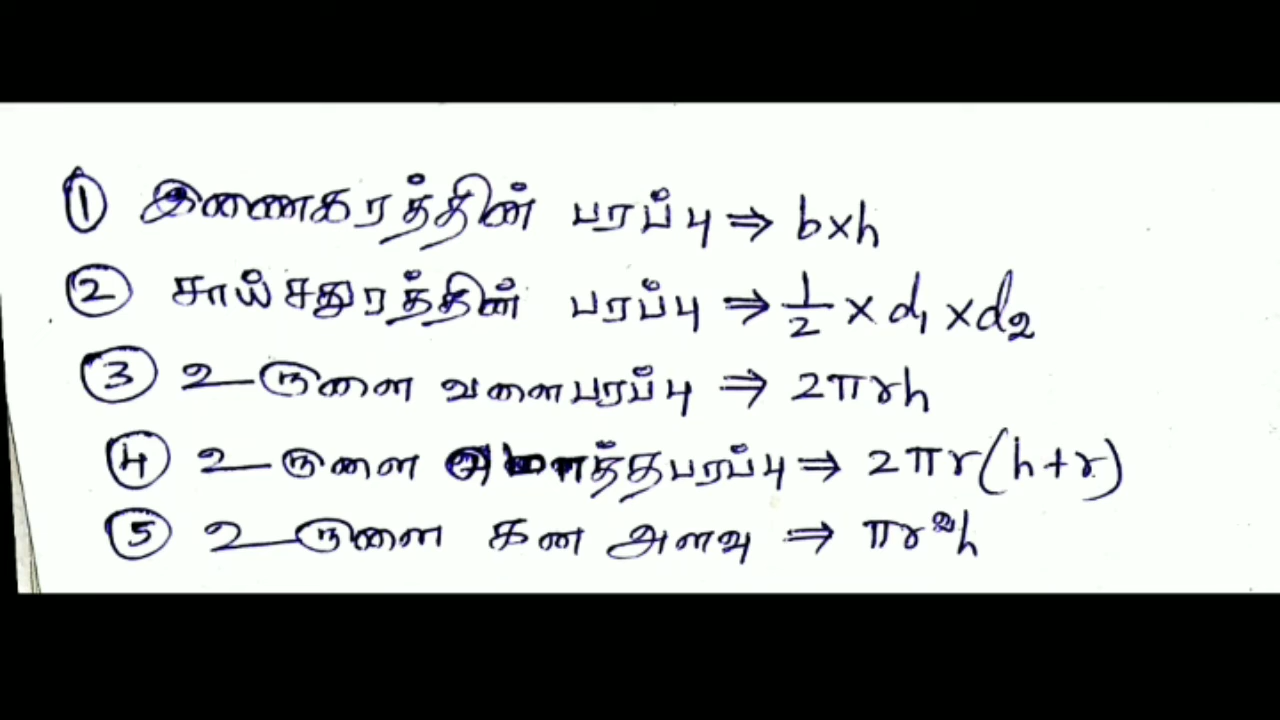 ① இணைகரத்தின் பரப்பு ⇒ b×h
② சாய்சதுரத்தின் பரப்பு ⇒ 1/2 × d₁ × d₂
③ உருளை வளைபரப்பு ⇒ 2πrh
④ உருளை பரப்பு ⇒ 2πr(h+r)
⑤ உருளை கன அளவு ⇒ πr²h